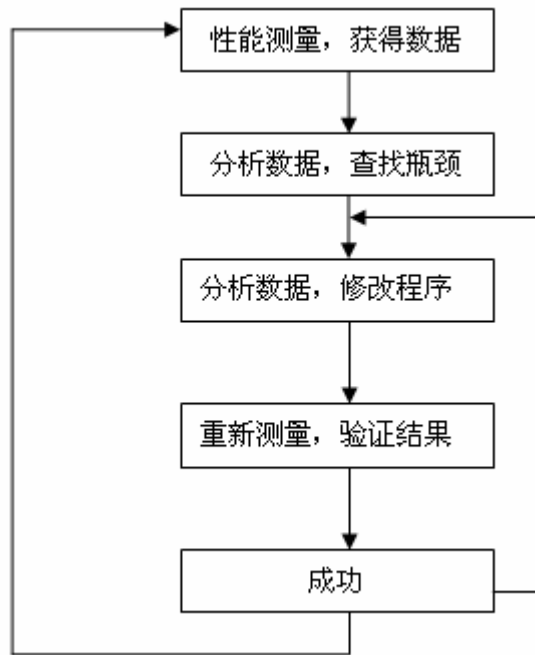 性能测量，获得数据
分析数据，查找瓶颈
分析数据，修改程序
重新测量，验证结果
成功